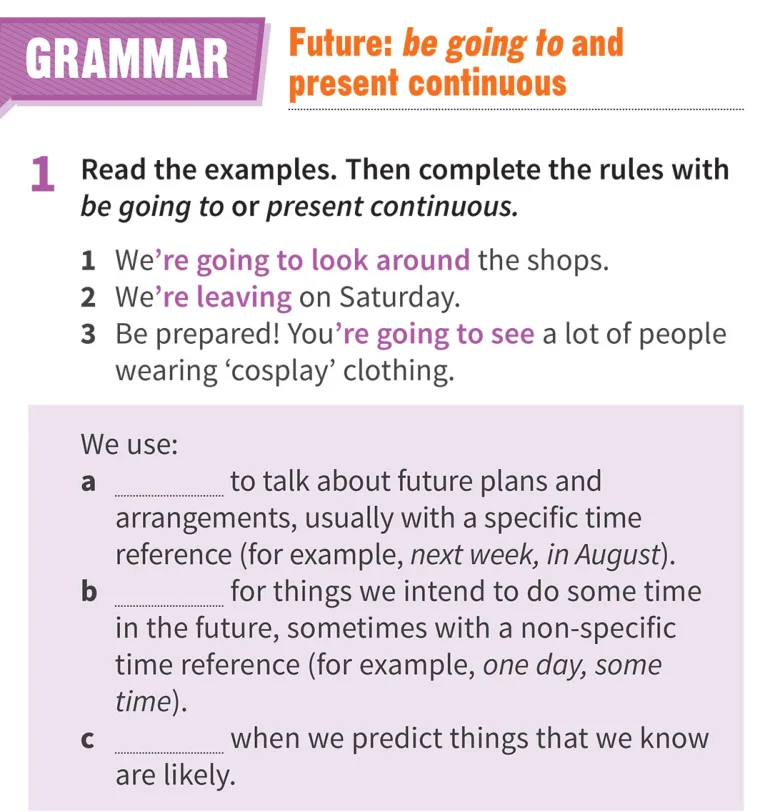 GRAMMAR
Future: be going to and
present continuous
1 Read the examples. Then complete the rules with
be going to or present continuous.
1 We’re going to look around the shops.
2 We’re leaving on Saturday.
3 Be prepared! You’re going to see a lot of people
wearing ‘cosplay’ clothing.
We use:
a ............ to talk about future plans and
arrangements, usually with a specific time
reference (for example, next week, in August).
b ............ for things we intend to do some time
in the future, sometimes with a non-specific
time reference (for example, one day, some
time).
c ............ when we predict things that we know
are likely.